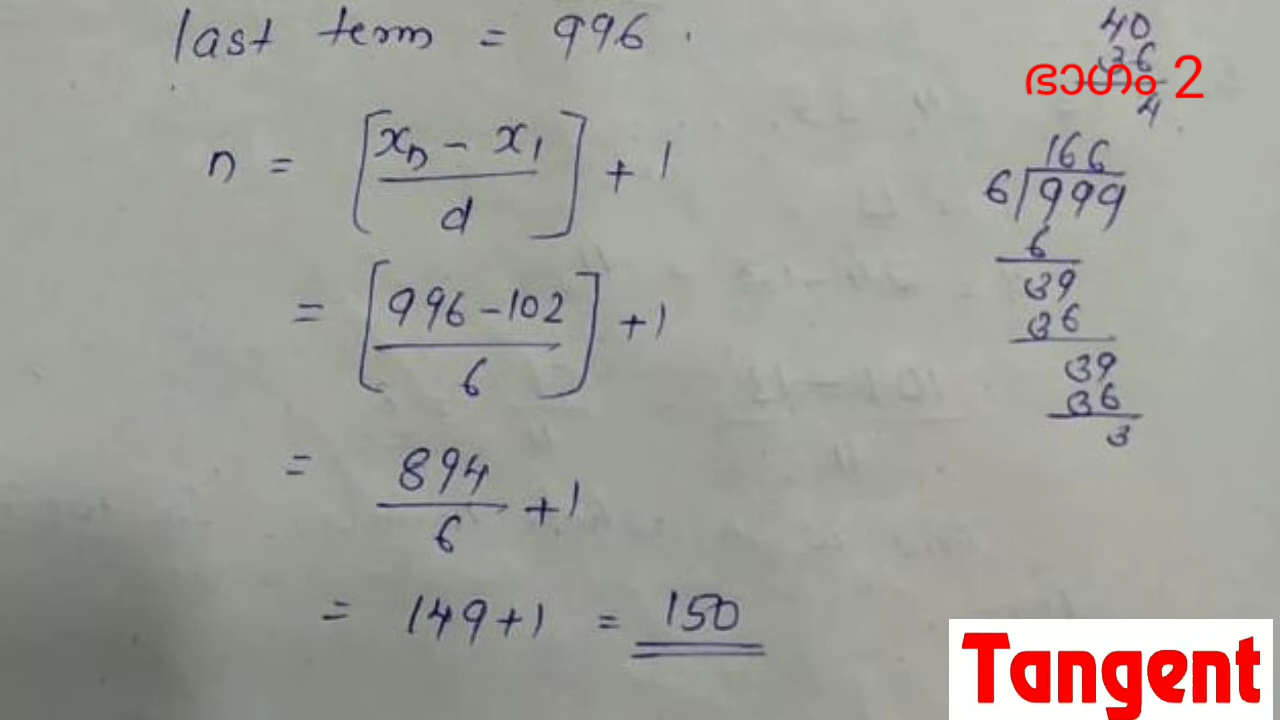 last term = 996.
n = [xn - x1 / d] + 1
= [996 - 102 / 6] + 1
= 894 / 6 + 1
= 149 + 1 = 150
40
36
4
ഭാഗം 2
166
6 | 999
6
39
36
39
36
3
Tangent